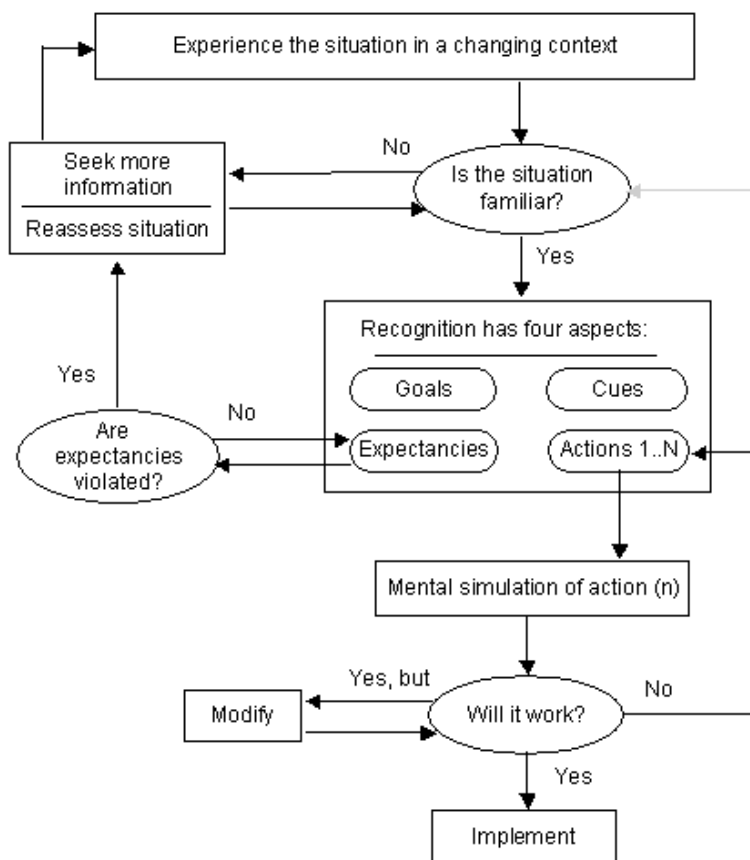 Experience the situation in a changing context
No
Seek more
information
Reassess situation
Is the situation
familiar?
Yes
Recognition has four aspects:
Goals
Cues
Yes
No
Expectancies
Actions 1..N
Are
expectancies
violated?
Mental simulation of action (n)
Yes, but
No
Modify
Will it work?
Yes
Implement